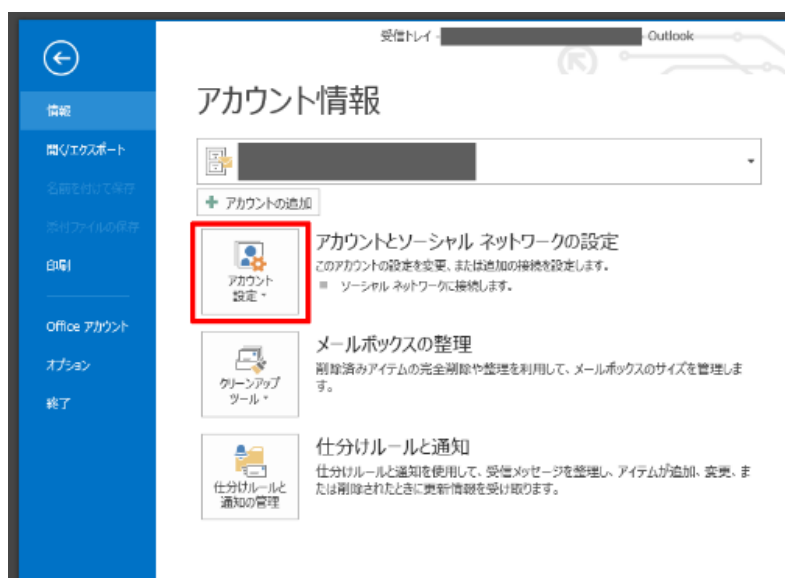 受信トレイ - Outlook
アカウント情報
情報
開く/エクスポート
名前を付けて保存
添付ファイルの保存
印刷
Office アカウント
オプション
終了
アカウントの追加
アカウント
設定
アカウントとソーシャル ネットワークの設定
このアカウントの設定を変更、または追加の接続を設定します。
ソーシャル ネットワークに接続します。
クリーンアップ
ツール
メールボックスの整理
削除済みアイテムの完全削除や整理を利用して、メールボックスのサイズを管理しま
す。
仕分けルールと
通知の管理
仕分けルールと通知
仕分けルールと通知を使用して、受信メッセージを整理し、アイテムが追加、変更、ま
たは削除されたときに更新情報を受け取ります。